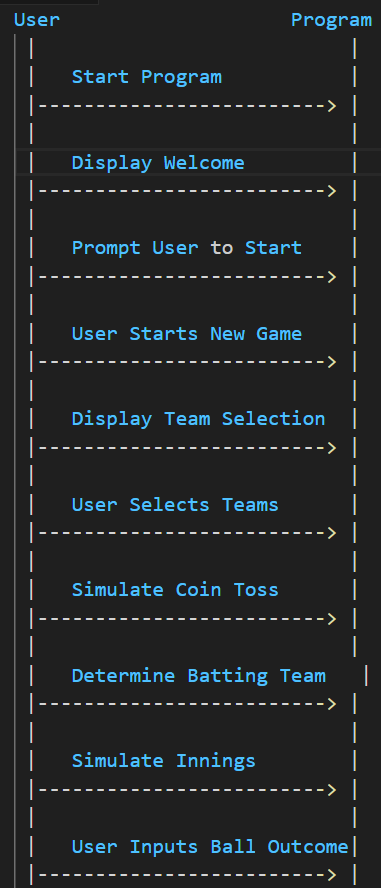 User                    Program
 |                           |
 |   Start Program           |
 |-------------------------> |
 |                           |
 |   Display Welcome         |
 |-------------------------> |
 |                           |
 |   Prompt User to Start    |
 |-------------------------> |
 |                           |
 |   User Starts New Game    |
 |-------------------------> |
 |                           |
 |   Display Team Selection  |
 |-------------------------> |
 |                           |
 |   User Selects Teams      |
 |-------------------------> |
 |                           |
 |   Simulate Coin Toss      |
 |-------------------------> |
 |                           |
 |   Determine Batting Team   |
 |-------------------------> |
 |                           |
 |   Simulate Innings        |
 |-------------------------> |
 |                           |
 |   User Inputs Ball Outcome|
 |-------------------------> |